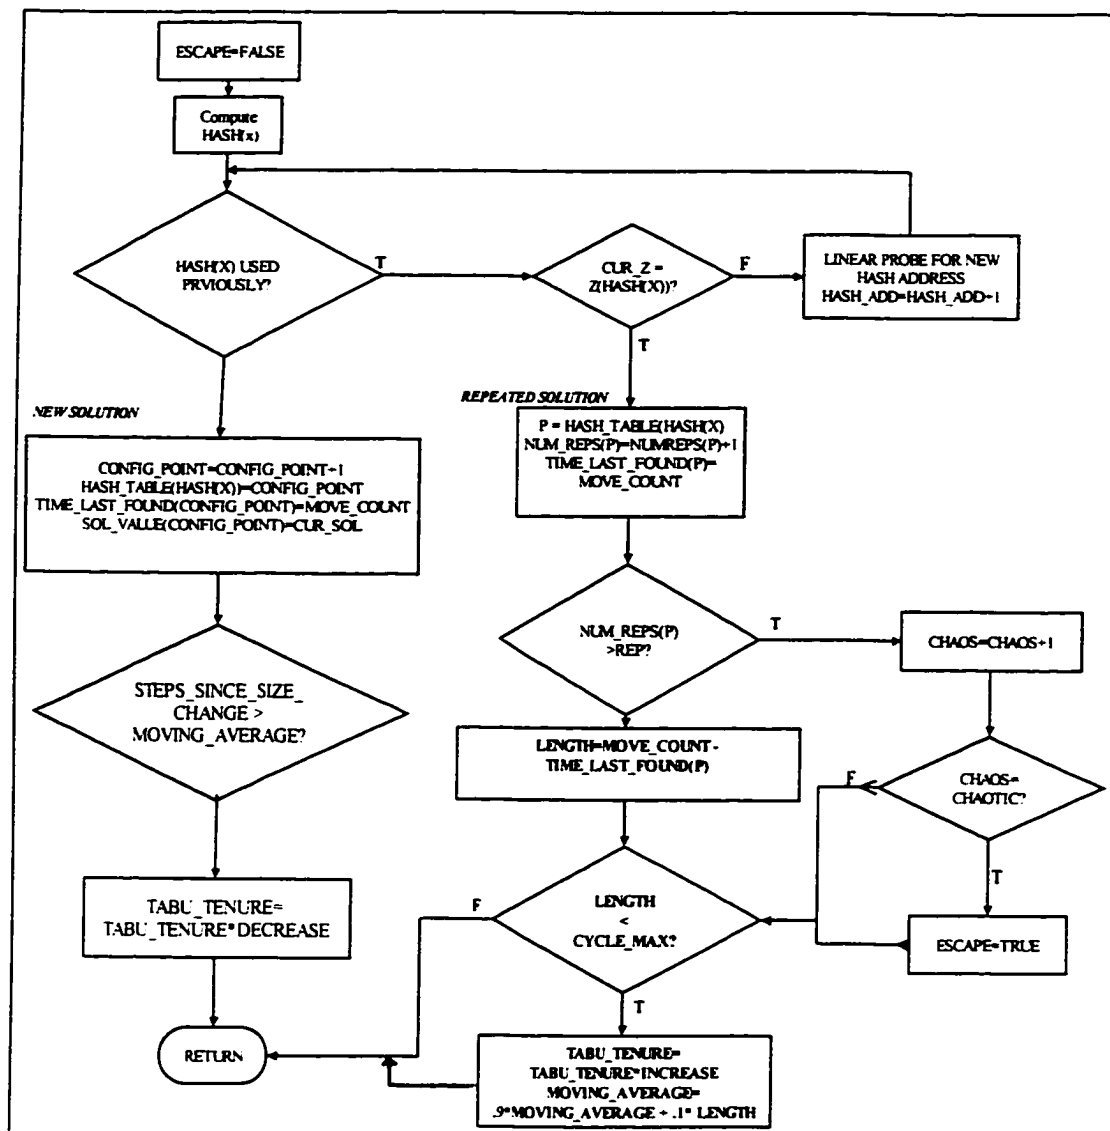 ESCAPE=FALSE
Compute
HASH(x)
HASH(X) USED
PRVIOUSLY?
T
CUR_Z =
Z(HASH(X))?
F
LINEAR PROBE FOR NEW
HASH ADDRESS
HASH_ADD=HASH_ADD+1
T
NEW SOLUTION
REPEATED SOLUTION
CONFIG_POINT=CONFIG_POINT+1
HASH_TABLE(HASH(X))=CONFIG_POINT
TIME_LAST_FOUND(CONFIG_POINT)=MOVE_COUNT
SOL_VALUE(CONFIG_POINT)=CUR_SOL
P = HASH_TABLE(HASH(X)
NUM_REPS(P)=NUMREPS(P)+1
TIME_LAST_FOUND(P)=
MOVE_COUNT
NUM_REPS(P)
>REP?
T
CHAOS=CHAOS+1
STEPS_SINCE_SIZE_
CHANGE >
MOVING_AVERAGE?
LENGTH=MOVE_COUNT-
TIME_LAST_FOUND(P)
CHAOS=
CHAOTIC?
F
T
ESCAPE=TRUE
TABU_TENURE=
TABU_TENURE*DECREASE
LENGTH
<
CYCLE_MAX?
F
T
RETURN
TABU_TENURE=
TABU_TENURE*INCREASE
MOVING_AVERAGE=
.9*MOVING_AVERAGE + .1* LENGTH